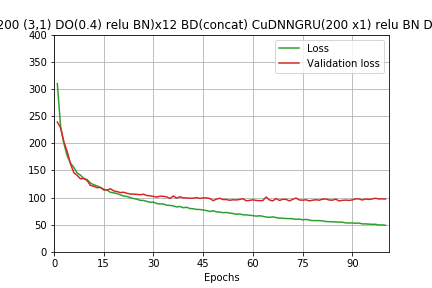 200 (3,1) DO(0.4) relu BN)x12 BD(concat) CuDNNGRU(200 x1) relu BN D
400
350
300
250
200
150
100
50
0
Loss
Validation loss
0 15 30 45 60 75 90
Epochs